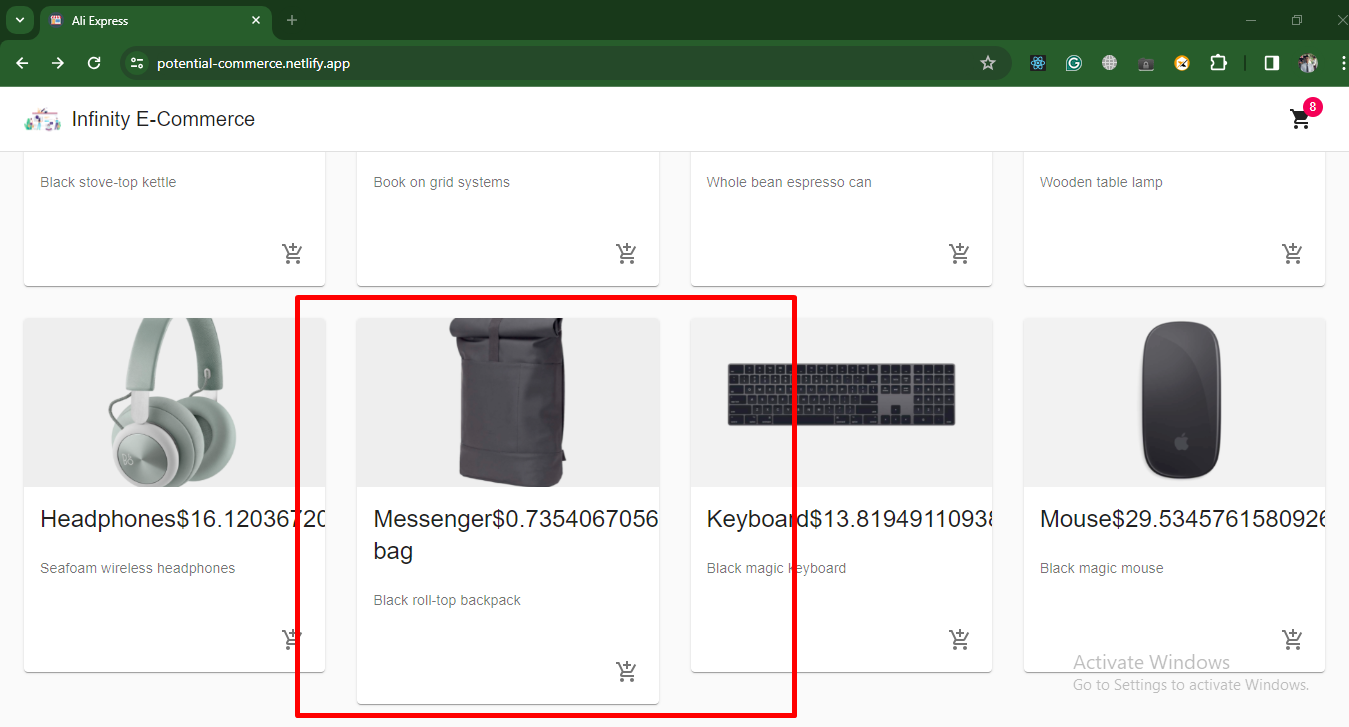 Ali Express
potential-commerce.netlify.app
Infinity E-Commerce
8
Black stove-top kettle
Book on grid systems
Whole bean espresso can
Wooden table lamp
Headphones$16.12036720
Messenger$0.7354067056
bag
Keyboard$13.8194911093
Mouse$29.5345761580926
Seafoam wireless headphones
Black roll-top backpack
Black magic keyboard
Black magic mouse
Activate Windows
Go to Settings to activate Windows.